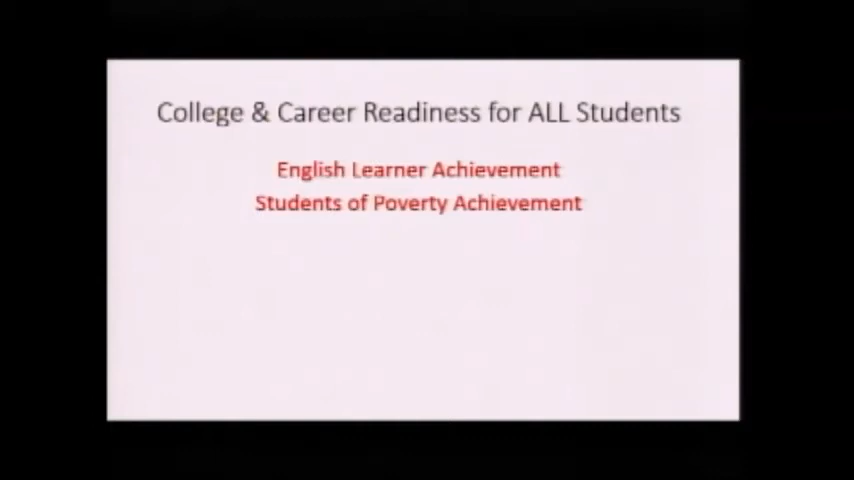 College & Career Readiness for ALL Students
English Learner Achievement
Students of Poverty Achievement